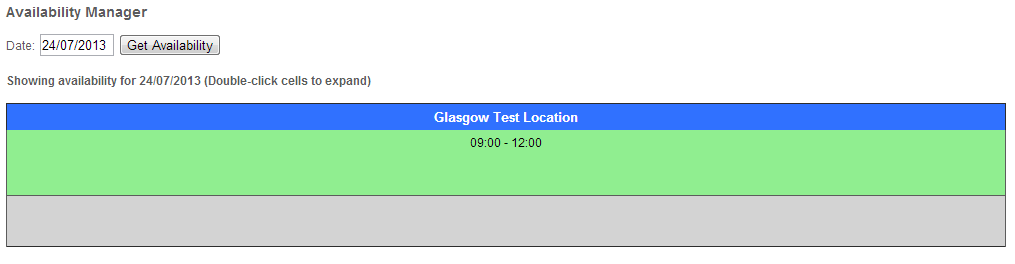 Availability Manager
Date: 24/07/2013 Get Availability
Showing availability for 24/07/2013 (Double-click cells to expand)
Glasgow Test Location
09:00 - 12:00